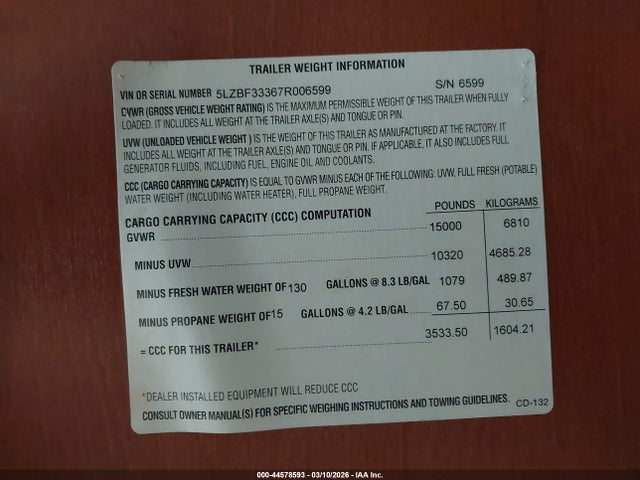 TRAILER WEIGHT INFORMATION
VIN OR SERIAL NUMBER 5LZBF33367R006599 S/N 6599
GVWR (GROSS VEHICLE WEIGHT RATING) IS THE MAXIMUM PERMISSIBLE WEIGHT OF THIS TRAILER WHEN FULLY
LOADED. IT INCLUDES ALL WEIGHT AT THE TRAILER AXLE(S) AND TONGUE OR PIN.
UVW (UNLOADED VEHICLE WEIGHT ) IS THE WEIGHT OF THIS TRAILER AS MANUFACTURED AT THE FACTORY. IT
INCLUDES ALL WEIGHT AT THE TRAILER AXLE(S) AND TONGUE OR PIN. IF APPLICABLE, IT ALSO INCLUDES FULL
GENERATOR FLUIDS, INCLUDING FUEL, ENGINE OIL AND COOLANTS.
CCC (CARGO CARRYING CAPACITY) IS EQUAL TO GVWR MINUS EACH OF THE FOLLOWING: UVW, FULL FRESH (POTABLE)
WATER WEIGHT (INCLUDING WATER HEATER), FULL PROPANE WEIGHT.
CARGO CARRYING CAPACITY (CCC) COMPUTATION POUNDS KILOGRAMS
GVWR 15000 6810
MINUS UVW 10320 4685.28
MINUS FRESH WATER WEIGHT OF 130 GALLONS @ 8.3 LB/GAL 1079 489.87
MINUS PROPANE WEIGHT OF 15 GALLONS @ 4.2 LB/GAL 67.50 30.65
= CCC FOR THIS TRAILER* 3533.50 1604.21
*DEALER INSTALLED EQUIPMENT WILL REDUCE CCC
CONSULT OWNER MANUAL(S) FOR SPECIFIC WEIGHING INSTRUCTIONS AND TOWING GUIDELINES. CD-132
000-44578593 - 03/10/2026 - IAA Inc.